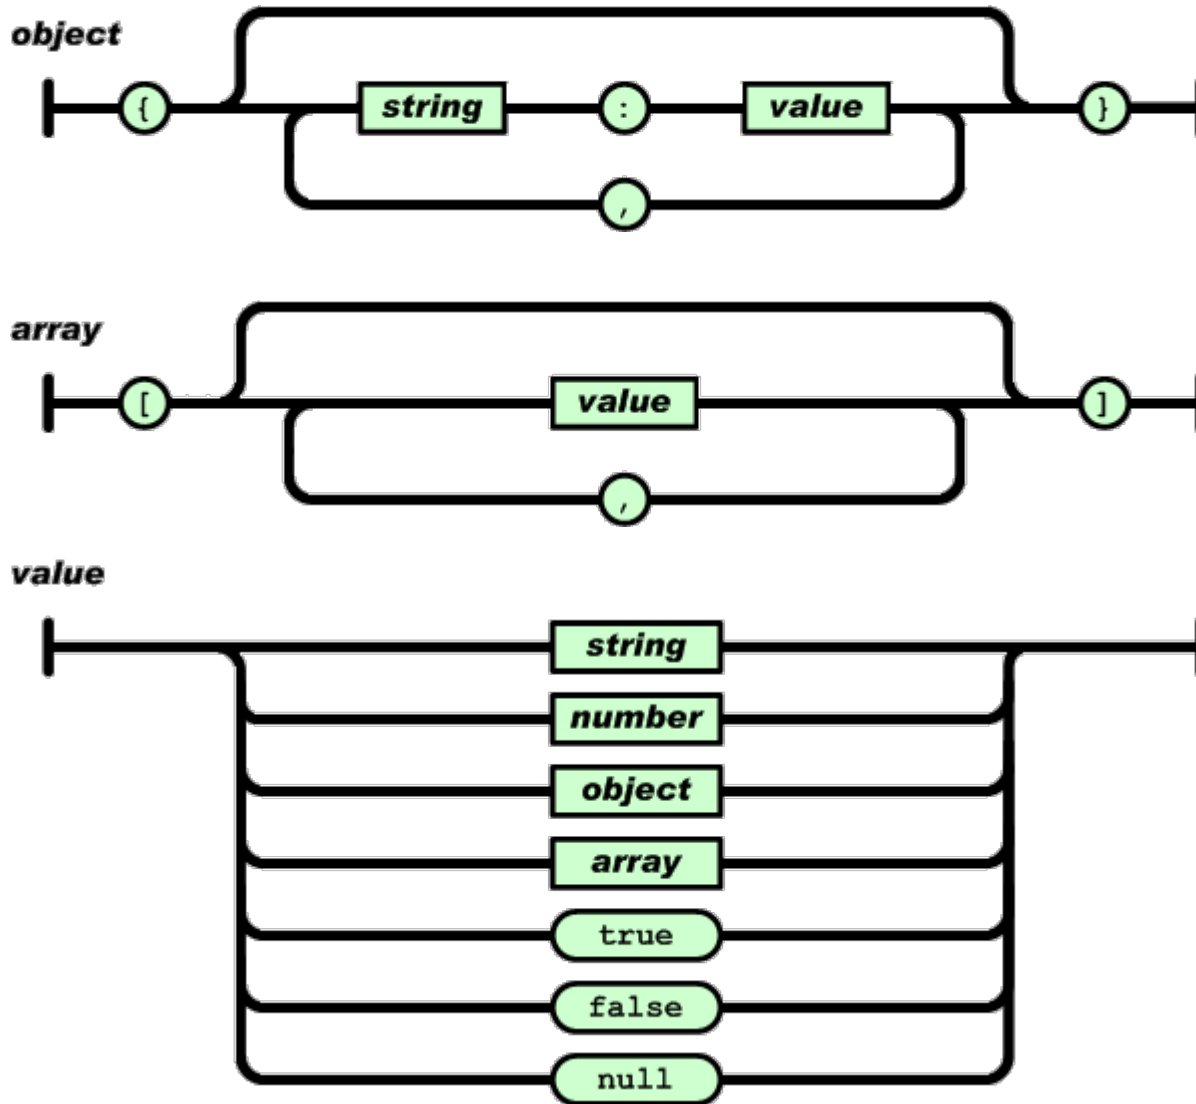 object
{ string : value }
,
array
[ value ]
,
value
string
number
object
array
true
false
null